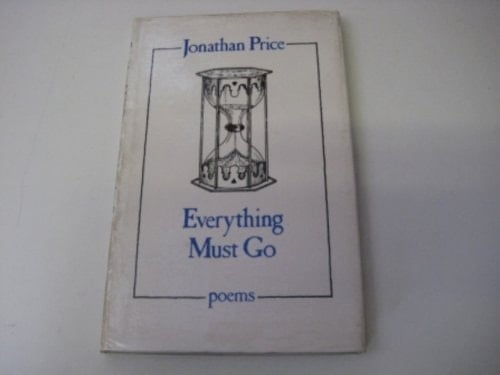 Jonathan Price
Everything
Must Go
poems